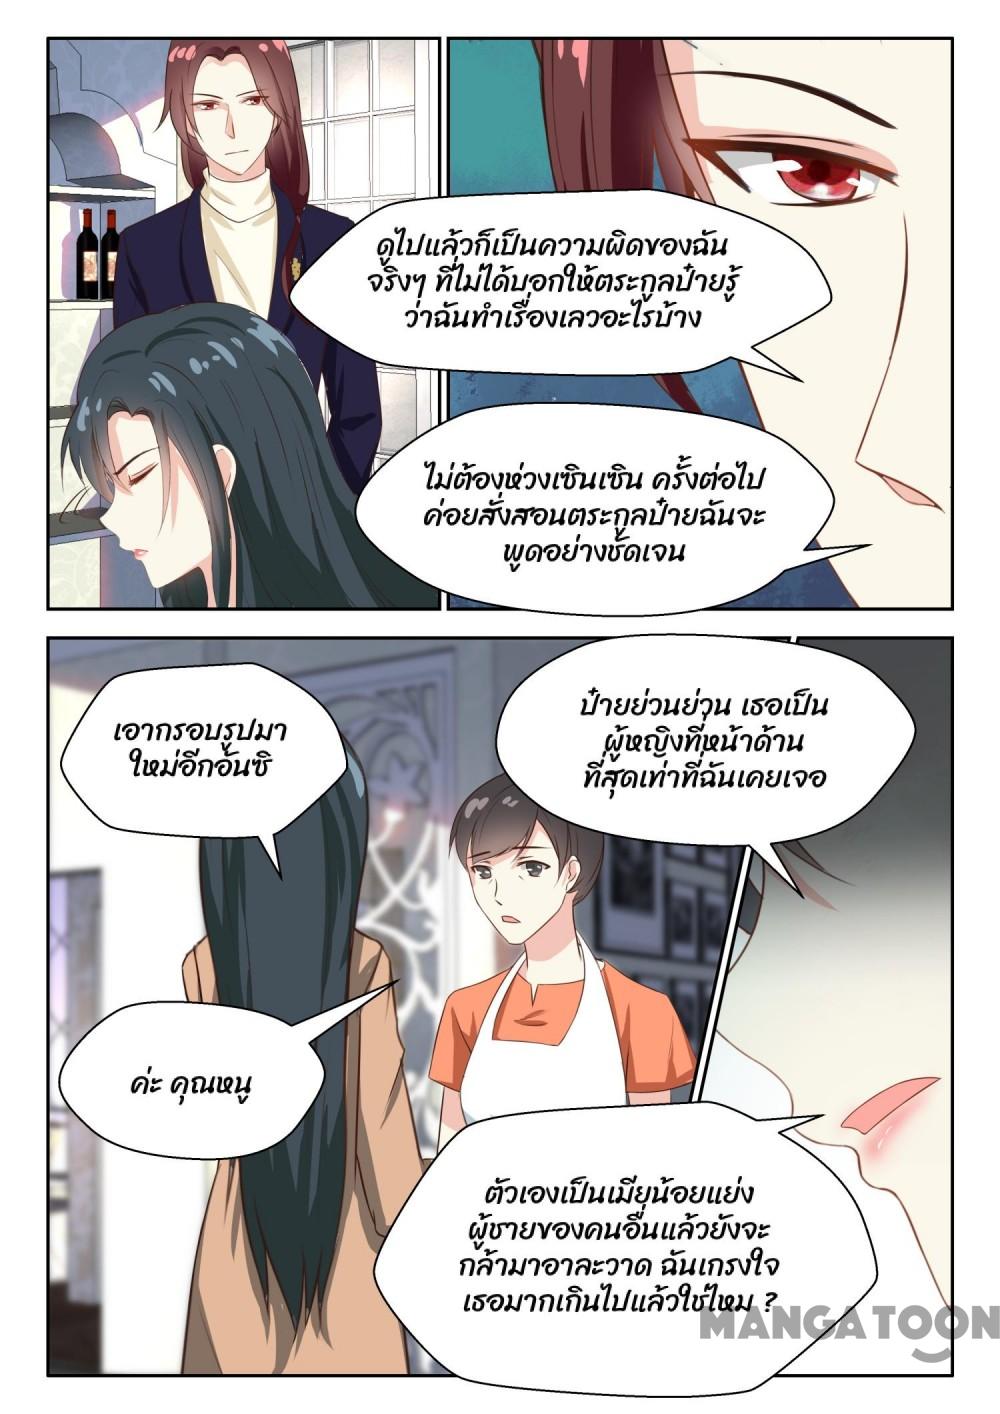 ดูไปแล้วก็เป็นความผิดของฉัน
จริงๆ ที่ไม่ได้บอกให้ตระกูลป๋ายรู้
ว่าฉันทำเรื่องเลวอะไรบ้าง
ไม่ต้องห่วงเซินเซิน ครั้งต่อไป
ค่อยสั่งสอนตระกูลป๋ายฉันจะ
พูดอย่างชัดเจน
เอากรอบรูปมา
ใหม่อีกอันซิ
ป๋ายย่วนย่วน เธอเป็น
ผู้หญิงที่หน้าด้าน
ที่สุดเท่าที่ฉันเคยเจอ
ค่ะ คุณหนู
ตัวเองเป็นเมียน้อยแย่ง
ผู้ชายของคนอื่นแล้วยังจะ
กล้ามาอาละวาด ฉันเกรงใจ
เธอมากเกินไปแล้วใช่ไหม ?
MANGATOON